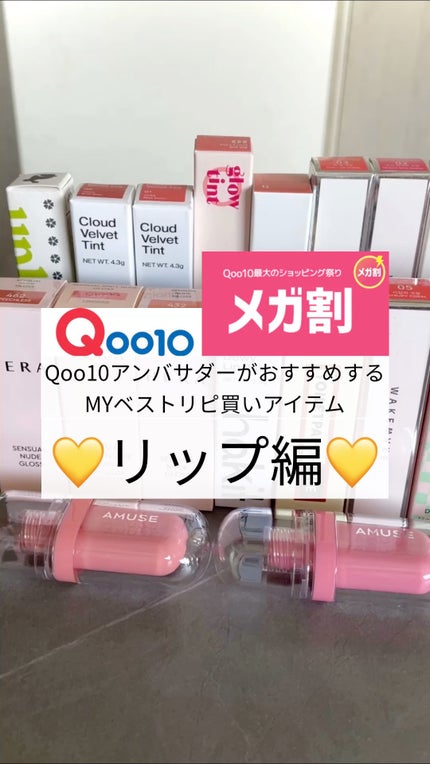 Cloud
Velvet
Tint
NET WT. 4.3g
Cloud
Velvet
Tint
NET WT. 4.3g
glow
tint
Qoo10最大のショッピング祭り
メガ割
メガ割
Qoo10
Qoo10アンバサダーがおすすめする
MYベストリピ買いアイテム
💛リップ編💛
05
ERA
SENSUA
NUDE
GLOSS
WAKEM
AMUSE
AMUSE